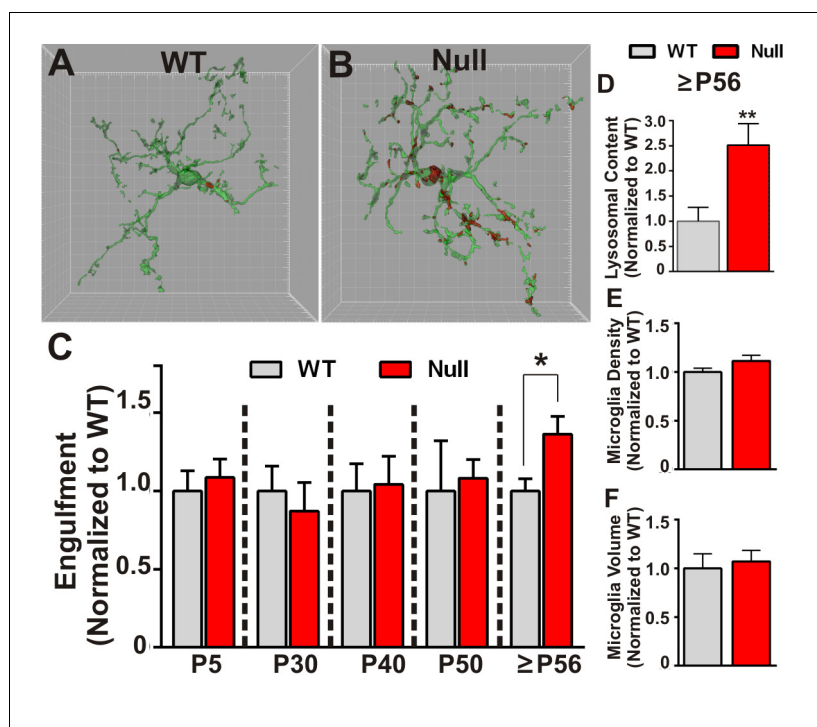 A WT
B Null
WT Null
D ≥P56
Lysosomal Content
(Normalized to WT)
**
3.0
2.5
2.0
1.5
1.0
0.5
0
E
Microglia Density
(Normalized to WT)
1.5
1.0
0.5
0
F
Microglia Volume
(Normalized to WT)
1.5
1.0
0.5
0
C
WT Null
*
Engulfment
(Normalized to WT)
1.5
1.0
0.5
0
P5 P30 P40 P50 ≥P56